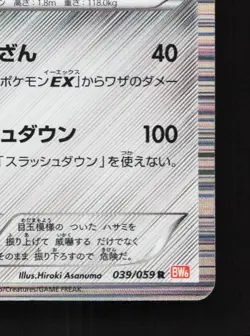 高さ：1.8m 重さ：118.0kg
ざん 40
ポケモンEX』からワザのダメー
ュダウン 100
「スラッシュダウン」を使えない。
目玉模様の ついた ハサミを
振り上げて 威嚇する だけでなく
そのまま 振り下ろすので 危険だ。
Illus.Hiroki Asanuma 039/059 R BW6
/Creatures/GAME FREAK.